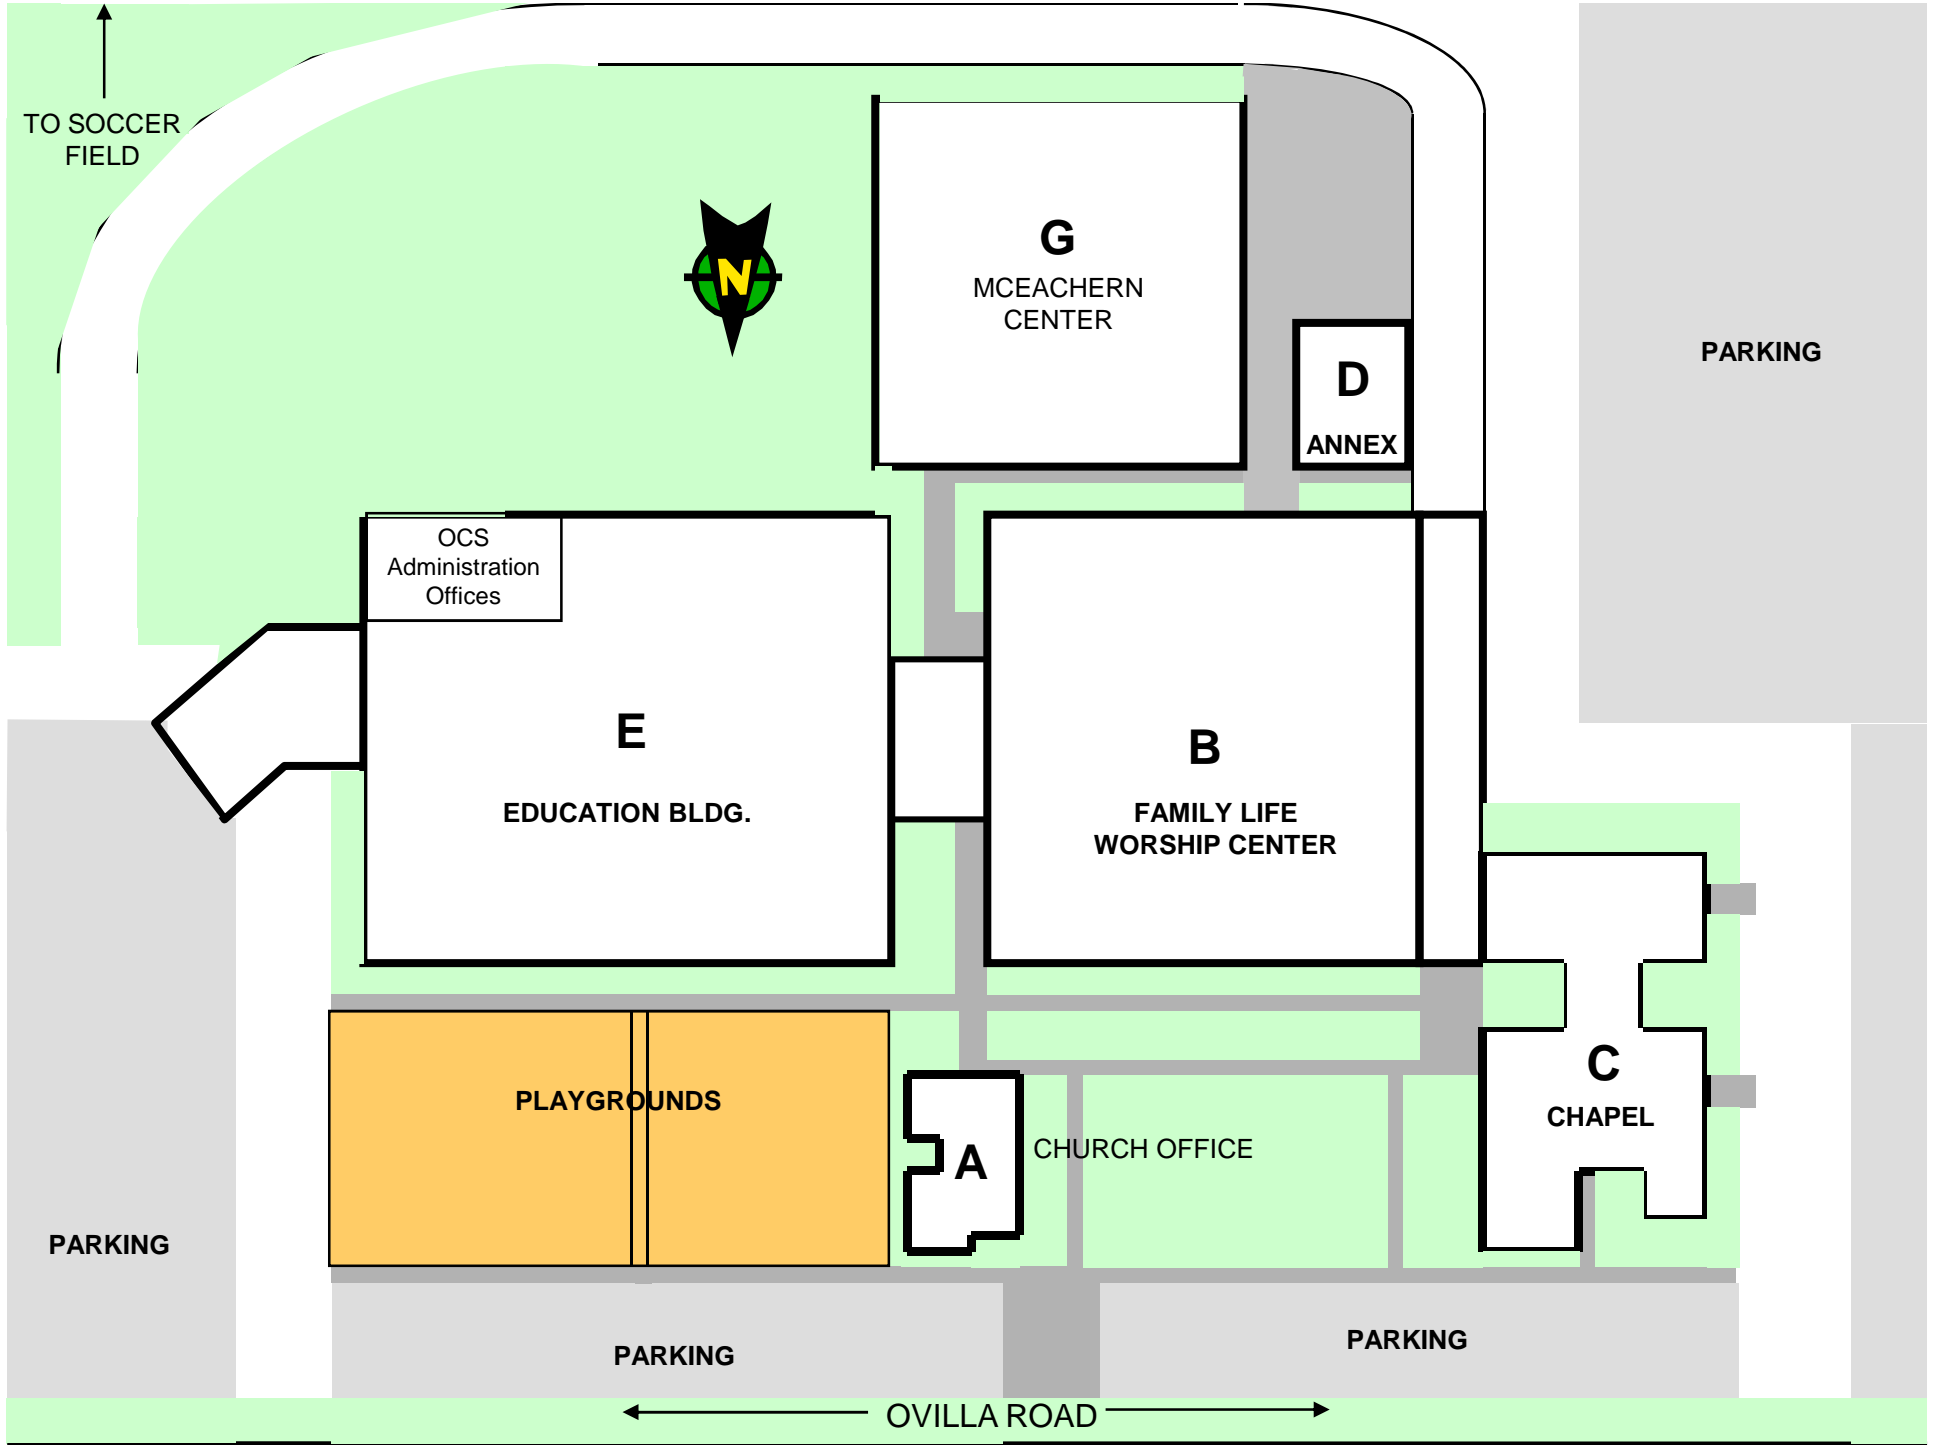 TO SOCCER
FIELD
N
G
MCEACHERN
CENTER
D
ANNEX
PARKING
OCS
Administration
Offices
E
EDUCATION BLDG.
B
FAMILY LIFE
WORSHIP CENTER
C
CHAPEL
PLAYGROUNDS
A
CHURCH OFFICE
PARKING
PARKING
PARKING
OVILLA ROAD